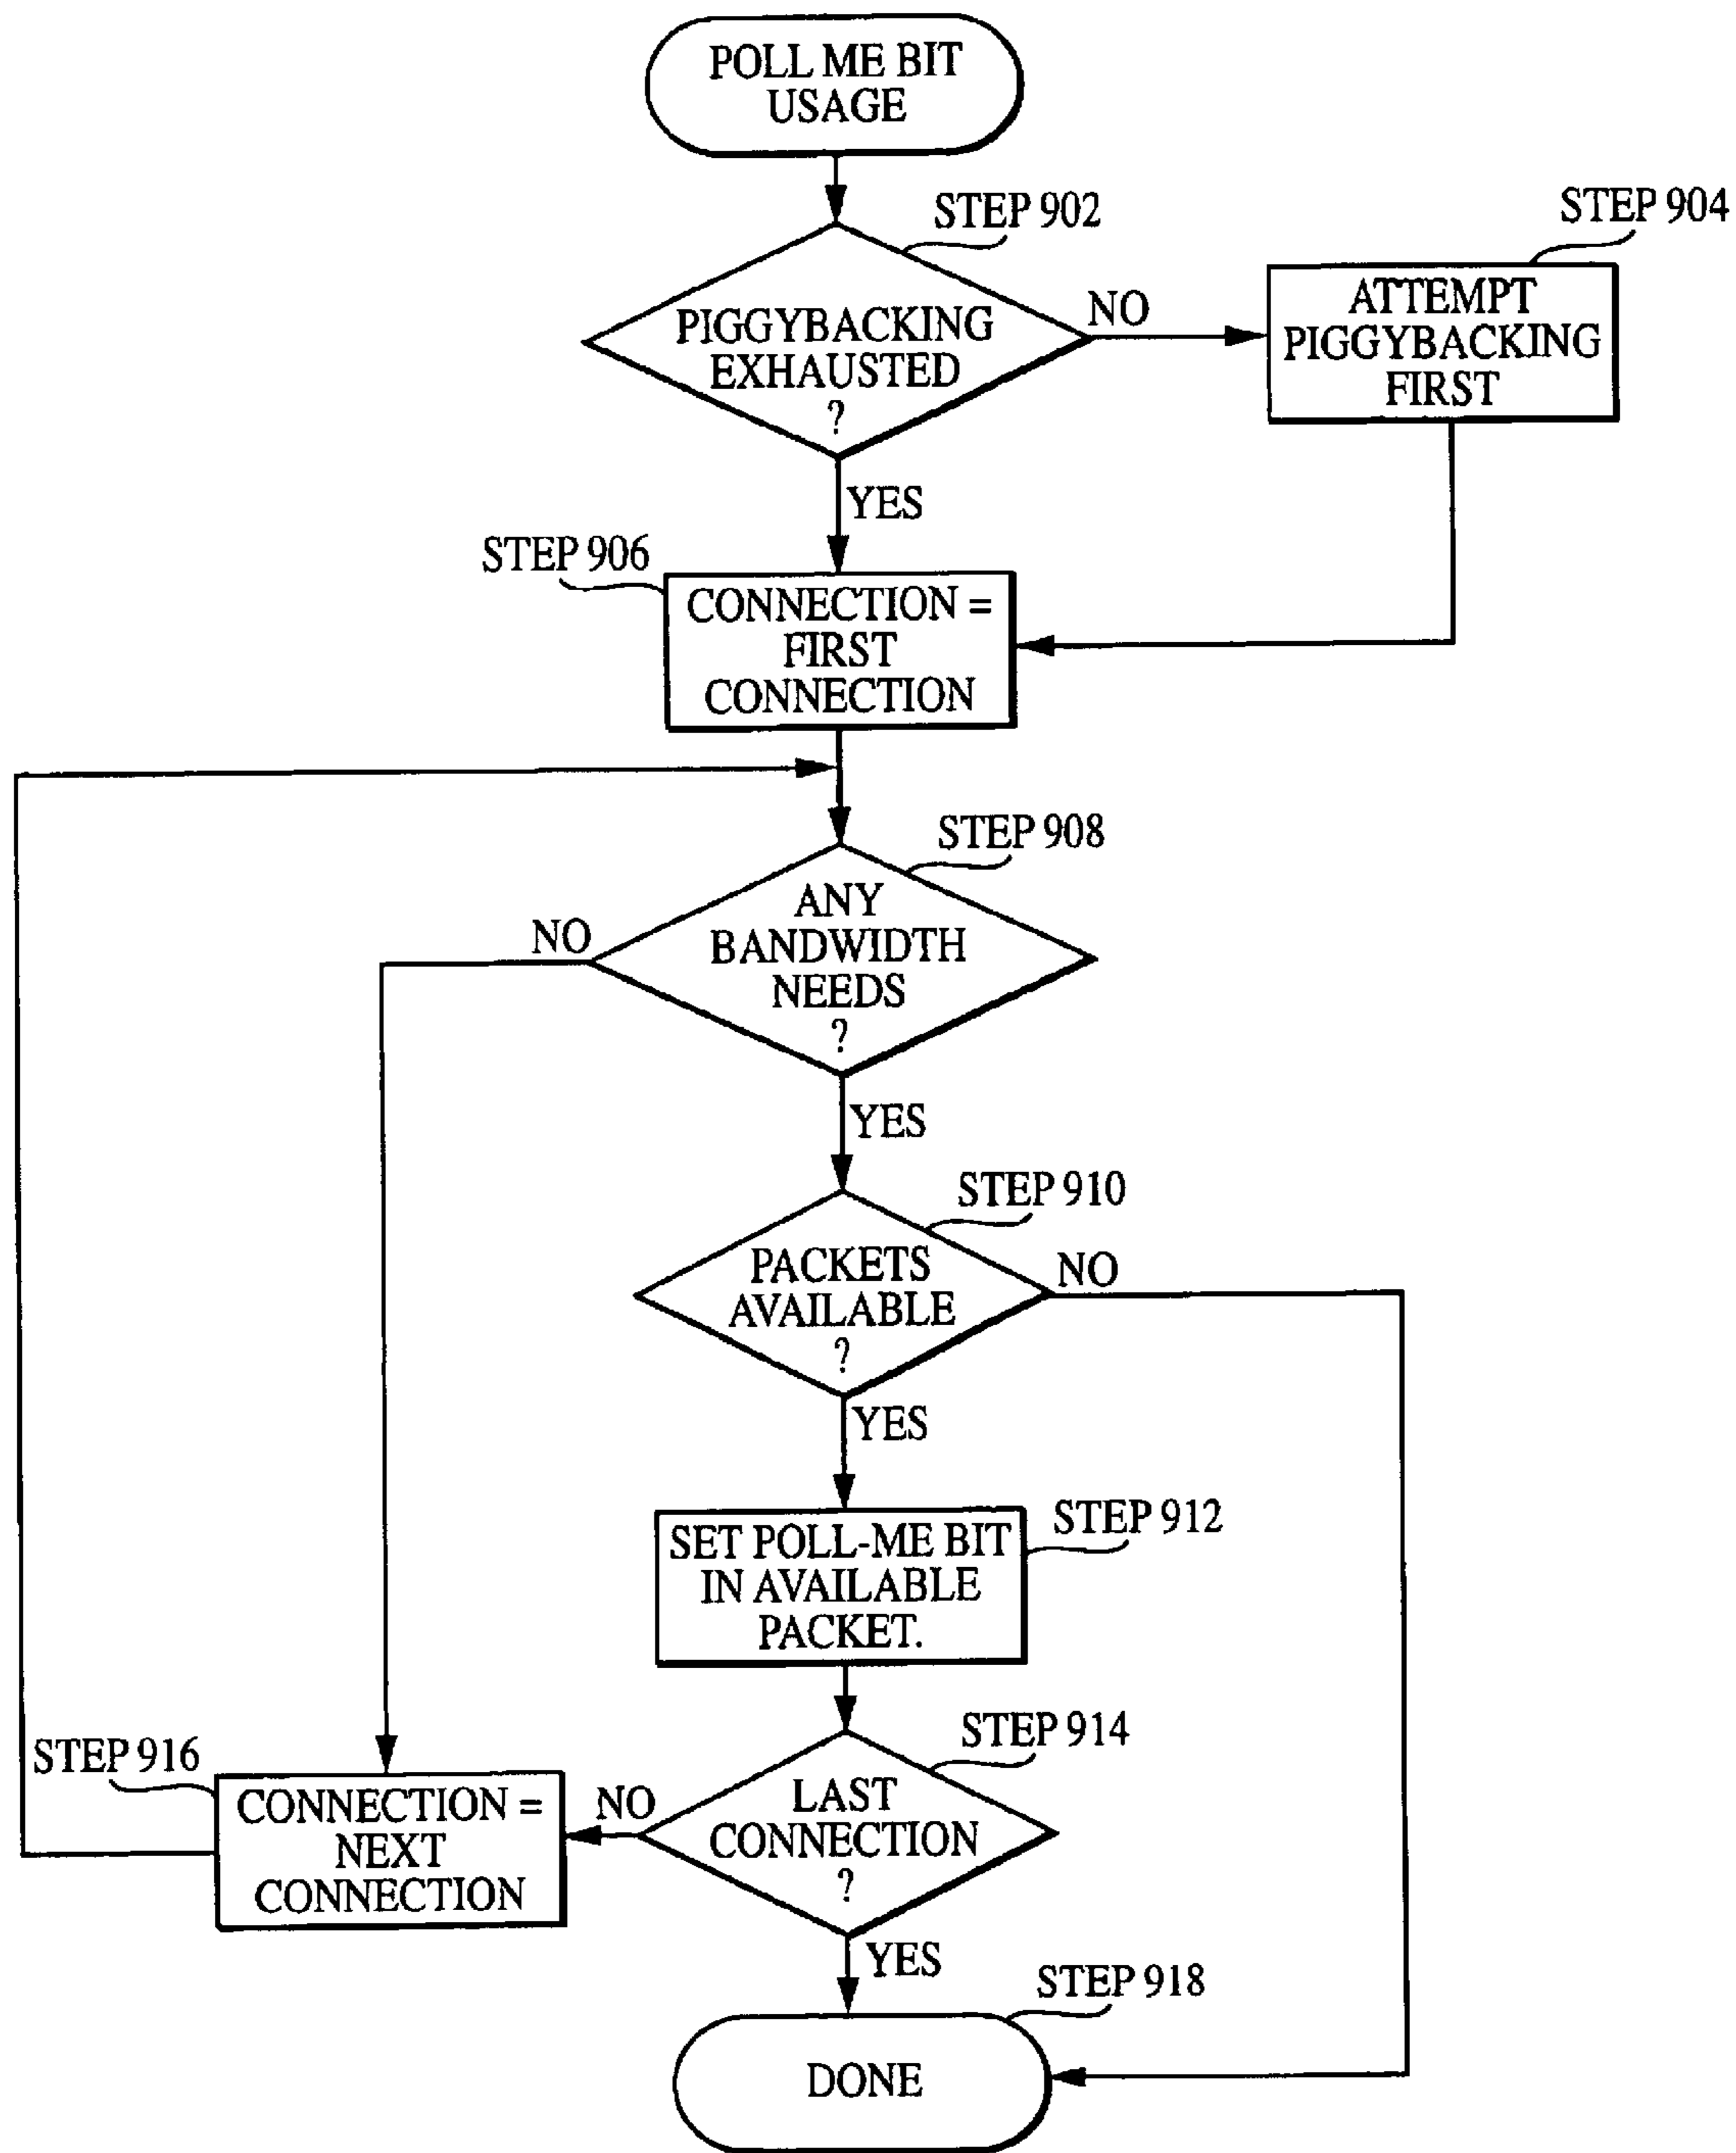 POLL ME BIT
USAGE
STEP 902
STEP 904
PIGGYBACKING
EXHAUSTED
?
NO
ATTEMPT
PIGGYBACKING
FIRST
YES
STEP 906
CONNECTION =
FIRST
CONNECTION
STEP 908
ANY
BANDWIDTH
NEEDS
?
NO
YES
STEP 910
PACKETS
AVAILABLE
?
NO
YES
STEP 912
SET POLL-ME BIT
IN AVAILABLE
PACKET.
STEP 914
LAST
CONNECTION
?
NO
STEP 916
CONNECTION =
NEXT
CONNECTION
YES
STEP 918
DONE